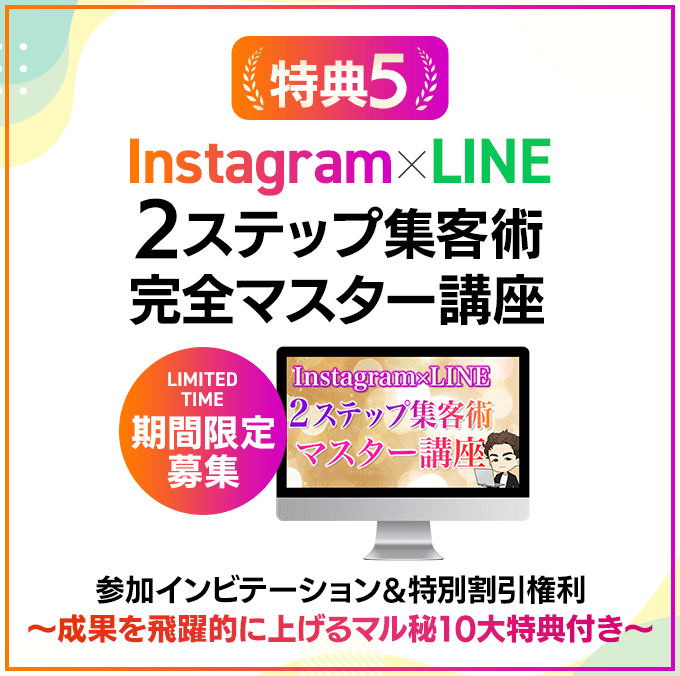 特典5
Instagram×LINE
2ステップ集客術
完全マスター講座
LIMITED
TIME
期間限定
募集
Instagram×LINE
2ステップ集客術
マスター講座
参加インビテーション&特別割引権利
〜成果を飛躍的に上げるマル秘10大特典付き〜